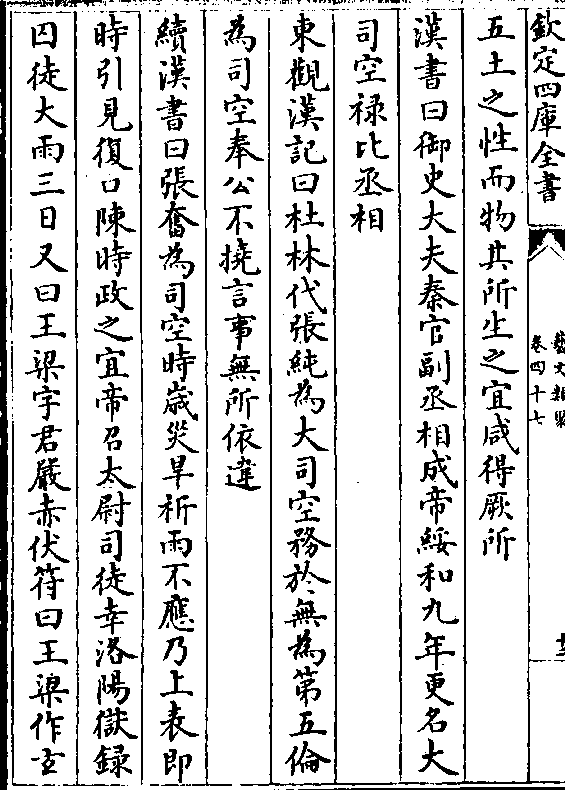 欽定四庫全書
藝文類聚
卷四十七
五土之性而物其所生之宜咸得厥所
漢書曰御史大夫秦官副丞相成帝綏和九年更名大
司空祿比丞相
東觀漢記曰杜林代張純為大司空務於無為第五倫
為司空奉公不撓言事無所依違
續漢書曰張奮為司空時歲災旱祈雨不應乃上表即
時引見復口陳時政之宜帝召太尉司徒幸洛陽獄錄
囚徒大雨三日又曰王梁字君嚴赤伏符曰王梁作玄